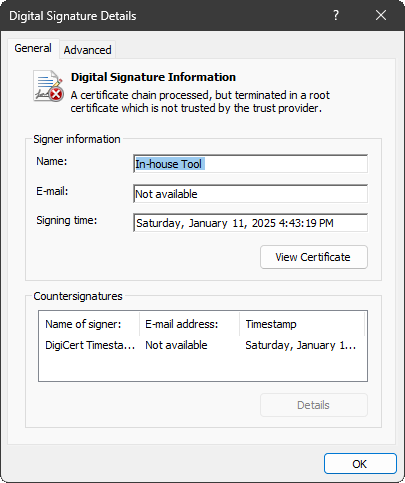 Digital Signature Details
?
General
Advanced
Digital Signature Information
A certificate chain processed, but terminated in a root
certificate which is not trusted by the trust provider.
Signer information
Name:
In-house Tool
E-mail:
Not available
Signing time:
Saturday, January 11, 2025 4:43:19 PM
View Certificate
Countersignatures
Name of signer: E-mail address: Timestamp
DigiCert Timesta... Not available Saturday, January 1...
Details
OK